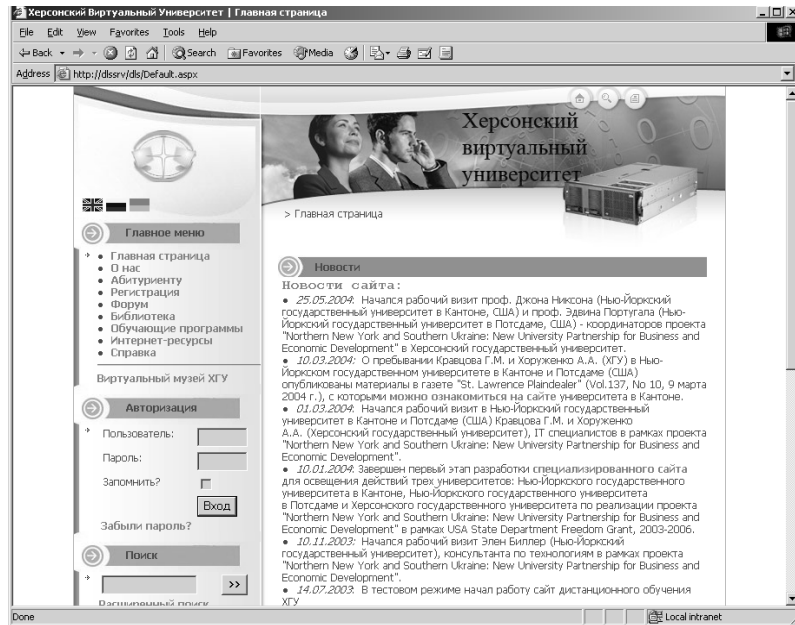 Херсонский Виртуальный Университет | Главная страница
File Edit View Favorites Tools Help
Back Search Favorites Media
Address http://dlssrv/dls/Default.aspx
Херсонский
виртуальный
университет
> Главная страница
Главное меню
Главная страница
О нас
Абитуриенту
Регистрация
Форум
Библиотека
Обучающие программы
Интернет-ресурсы
Справка
Виртуальный музей ХГУ
Авторизация
Пользователь:
Пароль:
Запомнить?
Вход
Забыли пароль?
Поиск
>>
Расширенный поиск
Новости
Новости сайта:
25.05.2004: Начался рабочий визит проф. Джона Никсона (Нью-Йоркский
государственный университет в Кантоне, США) и проф. Эдвина Португала (Нью-
Йоркский государственный университет в Потсдаме, США) - координаторов проекта
"Northern New York and Southern Ukraine: New University Partnership for Business and
Economic Development" в Херсонский государственный университет.
10.03.2004: О пребывании Кравцова Г.М. и Хоруженко А.А. (ХГУ) в Нью-
Йоркском государственном университете в Кантоне и Потсдаме (США)
опубликованы материалы в газете "St. Lawrence Plaindealer" (Vol.137, No 10, 9 марта
2004 г.), с которыми можно ознакомиться на сайте университета в Кантоне.
01.03.2004: Начался рабочий визит в Нью-Йоркский государственный
университет в Кантоне и Потсдаме (США) Кравцова Г.М. и Хоруженко
А.А. (Херсонский государственный университет), IT специалистов в рамках проекта
"Northern New York and Southern Ukraine: New University Partnership for Business and
Economic Development".
10.01.2004: Завершен первый этап разработки специализированного сайта
для освещения действий трех университетов: Нью-Йоркского государственного
университета в Кантоне, Нью-Йоркского государственного университета
в Потсдаме и Херсонского государственного университета по реализации проекта
"Northern New York and Southern Ukraine: New University Partnership for Business and
Economic Development" в рамках USA State Department Freedom Grant, 2003-2006.
10.11.2003: Начался рабочий визит Элен Биллер (Нью-Йоркский
государственный университет), консультанта по технологиям в рамках проекта
"Northern New York and Southern Ukraine: New University Partnership for Business and
Economic Development".
14.07.2003: В тестовом режиме начал работу сайт дистанционного обучения
ХГУ
Done Local intranet